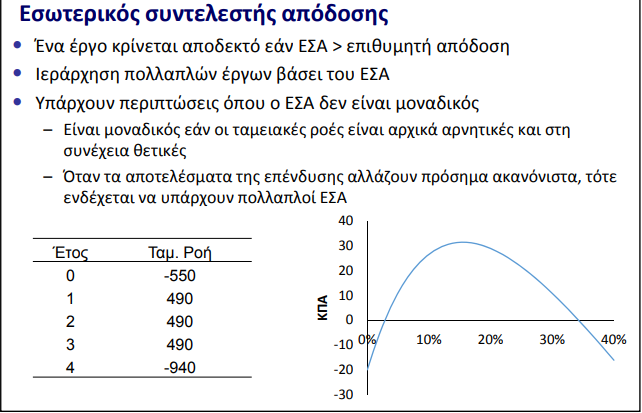 Εσωτερικός συντελεστής απόδοσης
• Ένα έργο κρίνεται αποδεκτό εάν ΕΣΑ > επιθυμητή απόδοση
• Ιεράρχηση πολλαπλών έργων βάσει του ΕΣΑ
• Υπάρχουν περιπτώσεις όπου ο ΕΣΑ δεν είναι μοναδικός
– Είναι μοναδικός εάν οι ταμειακές ροές είναι αρχικά αρνητικές και στη
συνέχεια θετικές
– Όταν τα αποτελέσματα της επένδυσης αλλάζουν πρόσημα ακανόνιστα, τότε
ενδέχεται να υπάρχουν πολλαπλοί ΕΣΑ
Έτος Ταμ. Ροή
0 -550
1 490
2 490
3 490
4 -940
ΚΠΑ
40
30
20
10
0
-10
-20
-30
0% 10% 20% 30% 40%